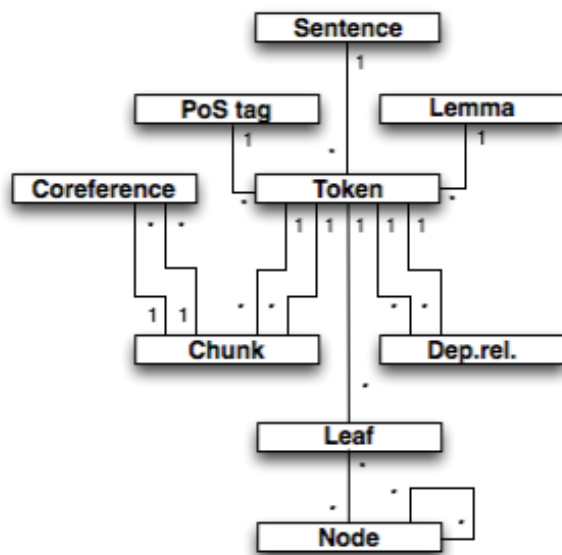 Sentence
1
PoS tag
Lemma
1
1
*
Coreference
Token
*
*
*
*
1
1
1
1
1
*
*
*
*
1
1
Chunk
Dep.rel.
*
Leaf
*
*
*
*
Node